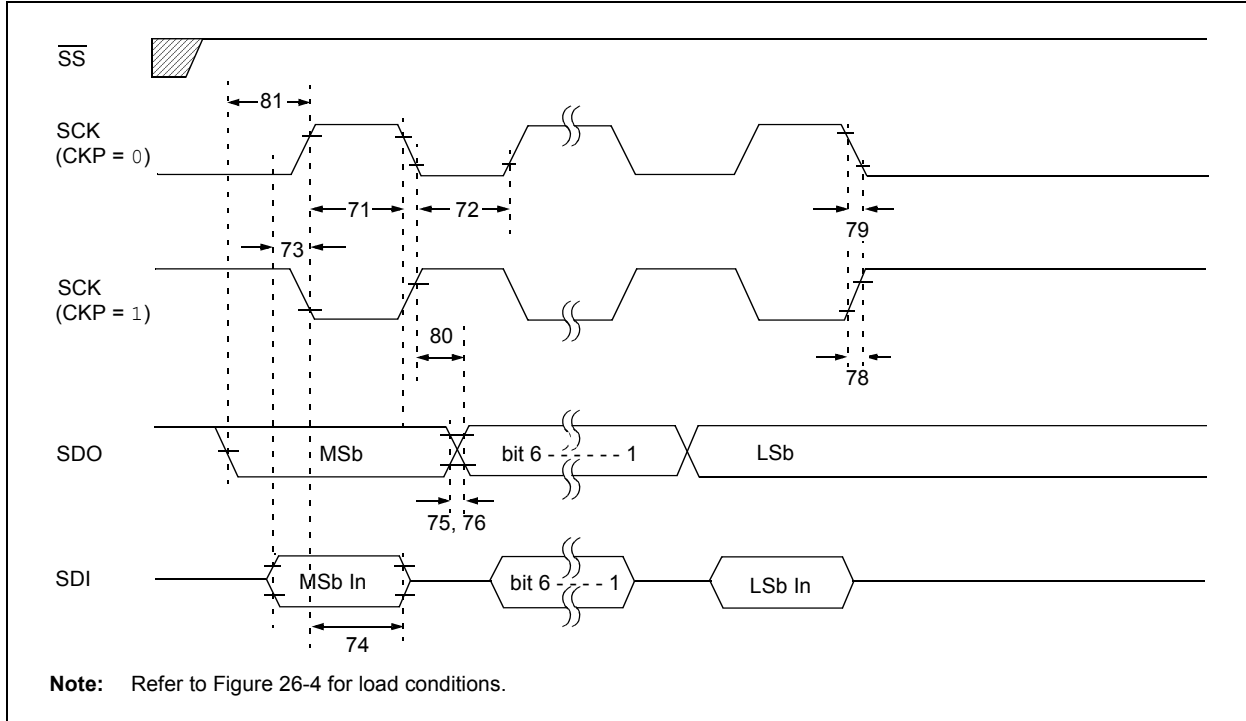 SS
81
SCK
(CKP = 0)
71
72
79
73
SCK
(CKP = 1)
80
78
SDO
MSb
bit 6 - - - - - - 1
LSb
75, 76
SDI
MSb In
bit 6 - - - - 1
LSb In
74
Note: Refer to Figure 26-4 for load conditions.